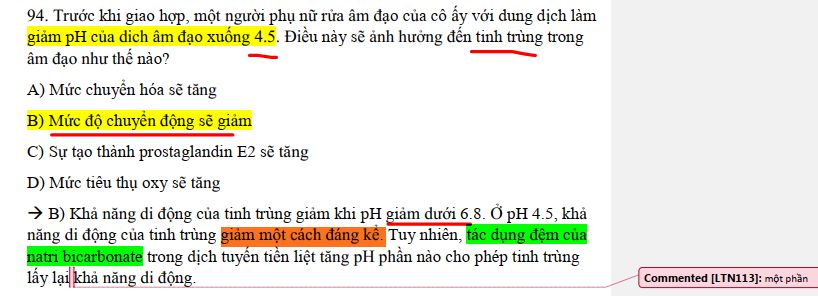 94. Trước khi giao hợp, một người phụ nữ rửa âm đạo của cô ấy với dung dịch làm
giảm pH của dich âm đạo xuống 4.5. Điều này sẽ ảnh hưởng đến tinh trùng trong
âm đạo như thế nào?
A) Mức chuyển hóa sẽ tăng
B) Mức độ chuyển động sẽ giảm
C) Sự tạo thành prostaglandin E2 sẽ tăng
D) Mức tiêu thụ oxy sẽ tăng
→ B) Khả năng di động của tinh trùng giảm khi pH giảm dưới 6.8. Ở pH 4.5, khả
năng di động của tinh trùng giảm một cách đáng kể. Tuy nhiên, tác dụng đệm của
natri bicarbonate trong dịch tuyến tiền liệt tăng pH phần nào cho phép tinh trùng
lấy lại khả năng di động.
Commented [LTN113]: một phần